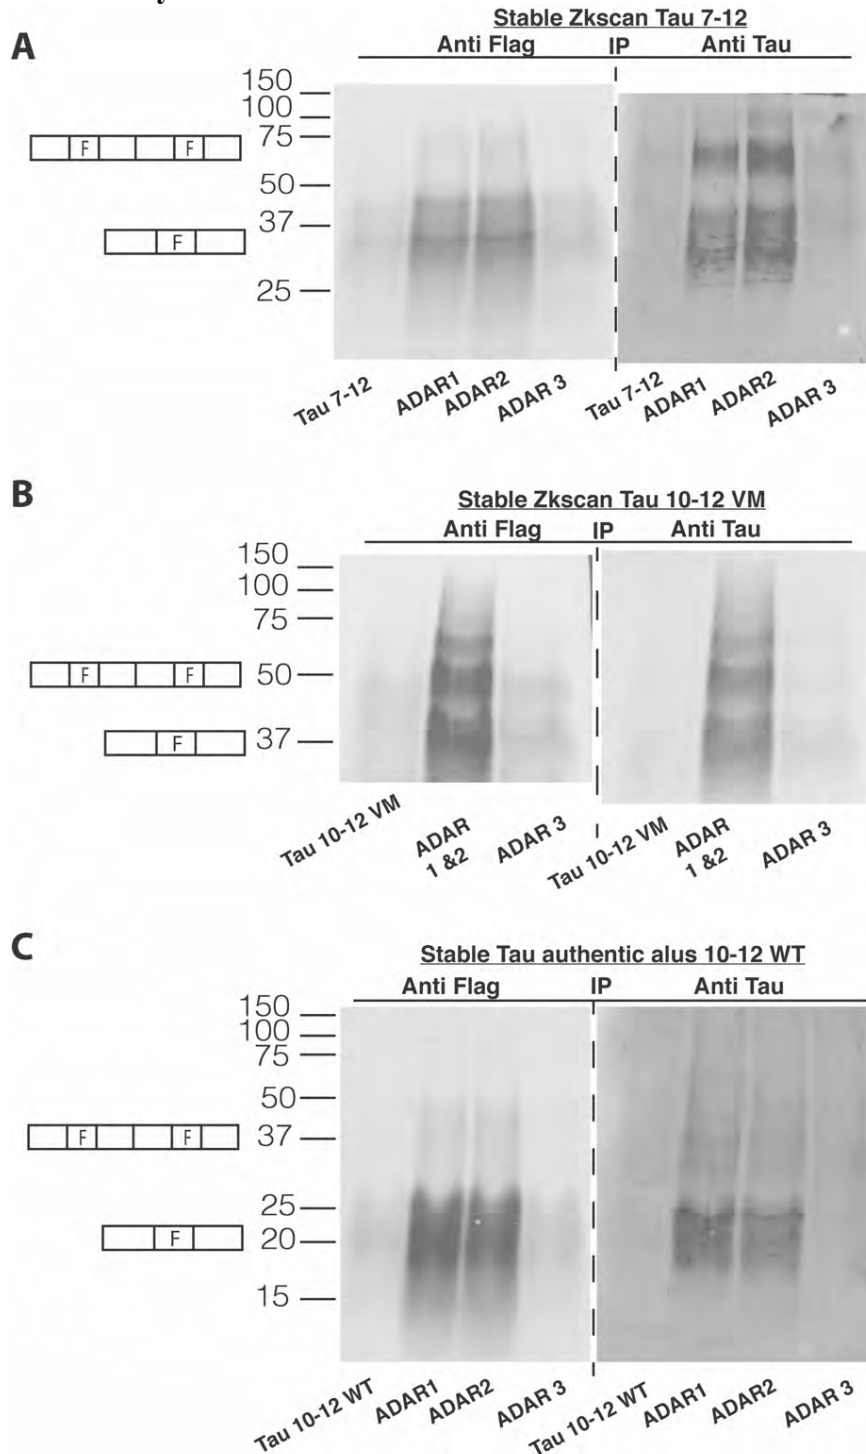 Stable Zkscan Tau 7-12
A
Anti Flag IP Anti Tau
150
100
75
F F
50
37
F
25
Tau 7-12 ADAR1 ADAR2 ADAR 3 Tau 7-12 ADAR1 ADAR2 ADAR 3
B
Stable Zkscan Tau 10-12 VM
Anti Flag IP Anti Tau
150
100
75
F F 50
F 37
Tau 10-12 VM ADAR 1 &2 ADAR 3 Tau 10-12 VM ADAR 1 &2 ADAR 3
C
Stable Tau authentic alus 10-12 WT
Anti Flag IP Anti Tau
150
100
75
50
F F 37
25
F 20
15
Tau 10-12 WT ADAR1 ADAR2 ADAR 3 Tau 10-12 WT ADAR1 ADAR2 ADAR 3